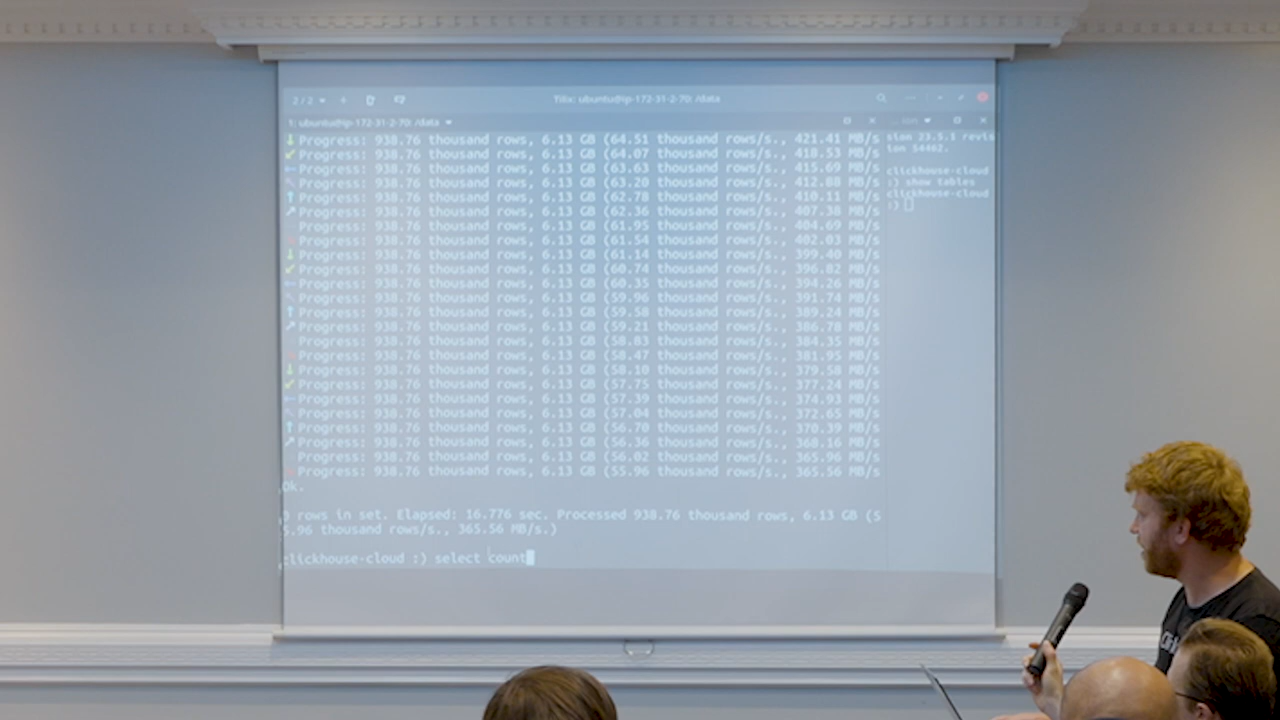 2/2
Tilix: ubuntu@ip-172-31-2-70: /data
1: ubuntu@ip-172-31-2-70: /data
Progress: 938.76 thousand rows, 6.13 GB (64.51 thousand rows/s., 421.41 MB/s
Progress: 938.76 thousand rows, 6.13 GB (64.07 thousand rows/s., 418.53 MB/s
Progress: 938.76 thousand rows, 6.13 GB (63.63 thousand rows/s., 415.69 MB/s
Progress: 938.76 thousand rows, 6.13 GB (63.20 thousand rows/s., 412.88 MB/s
Progress: 938.76 thousand rows, 6.13 GB (62.78 thousand rows/s., 410.11 MB/s
Progress: 938.76 thousand rows, 6.13 GB (62.36 thousand rows/s., 407.38 MB/s
Progress: 938.76 thousand rows, 6.13 GB (61.95 thousand rows/s., 404.69 MB/s
Progress: 938.76 thousand rows, 6.13 GB (61.54 thousand rows/s., 402.03 MB/s
Progress: 938.76 thousand rows, 6.13 GB (61.14 thousand rows/s., 399.40 MB/s
Progress: 938.76 thousand rows, 6.13 GB (60.74 thousand rows/s., 396.82 MB/s
Progress: 938.76 thousand rows, 6.13 GB (60.35 thousand rows/s., 394.26 MB/s
Progress: 938.76 thousand rows, 6.13 GB (59.96 thousand rows/s., 391.74 MB/s
Progress: 938.76 thousand rows, 6.13 GB (59.58 thousand rows/s., 389.24 MB/s
Progress: 938.76 thousand rows, 6.13 GB (59.21 thousand rows/s., 386.78 MB/s
Progress: 938.76 thousand rows, 6.13 GB (58.83 thousand rows/s., 384.35 MB/s
Progress: 938.76 thousand rows, 6.13 GB (58.47 thousand rows/s., 381.95 MB/s
Progress: 938.76 thousand rows, 6.13 GB (58.10 thousand rows/s., 379.58 MB/s
Progress: 938.76 thousand rows, 6.13 GB (57.75 thousand rows/s., 377.24 MB/s
Progress: 938.76 thousand rows, 6.13 GB (57.39 thousand rows/s., 374.93 MB/s
Progress: 938.76 thousand rows, 6.13 GB (57.04 thousand rows/s., 372.65 MB/s
Progress: 938.76 thousand rows, 6.13 GB (56.70 thousand rows/s., 370.39 MB/s
Progress: 938.76 thousand rows, 6.13 GB (56.36 thousand rows/s., 368.16 MB/s
Progress: 938.76 thousand rows, 6.13 GB (56.02 thousand rows/s., 365.96 MB/s
Progress: 938.76 thousand rows, 6.13 GB (55.96 thousand rows/s., 365.56 MB/s
Ok.
0 rows in set. Elapsed: 16.776 sec. Processed 938.76 thousand rows, 6.13 GB (5
5.96 thousand rows/s., 365.56 MB/s.)
clickhouse-cloud :) select count
sion 23.5.1 revis
ion 54462.
clickhouse-cloud
:) show tables
clickhouse-cloud
:)